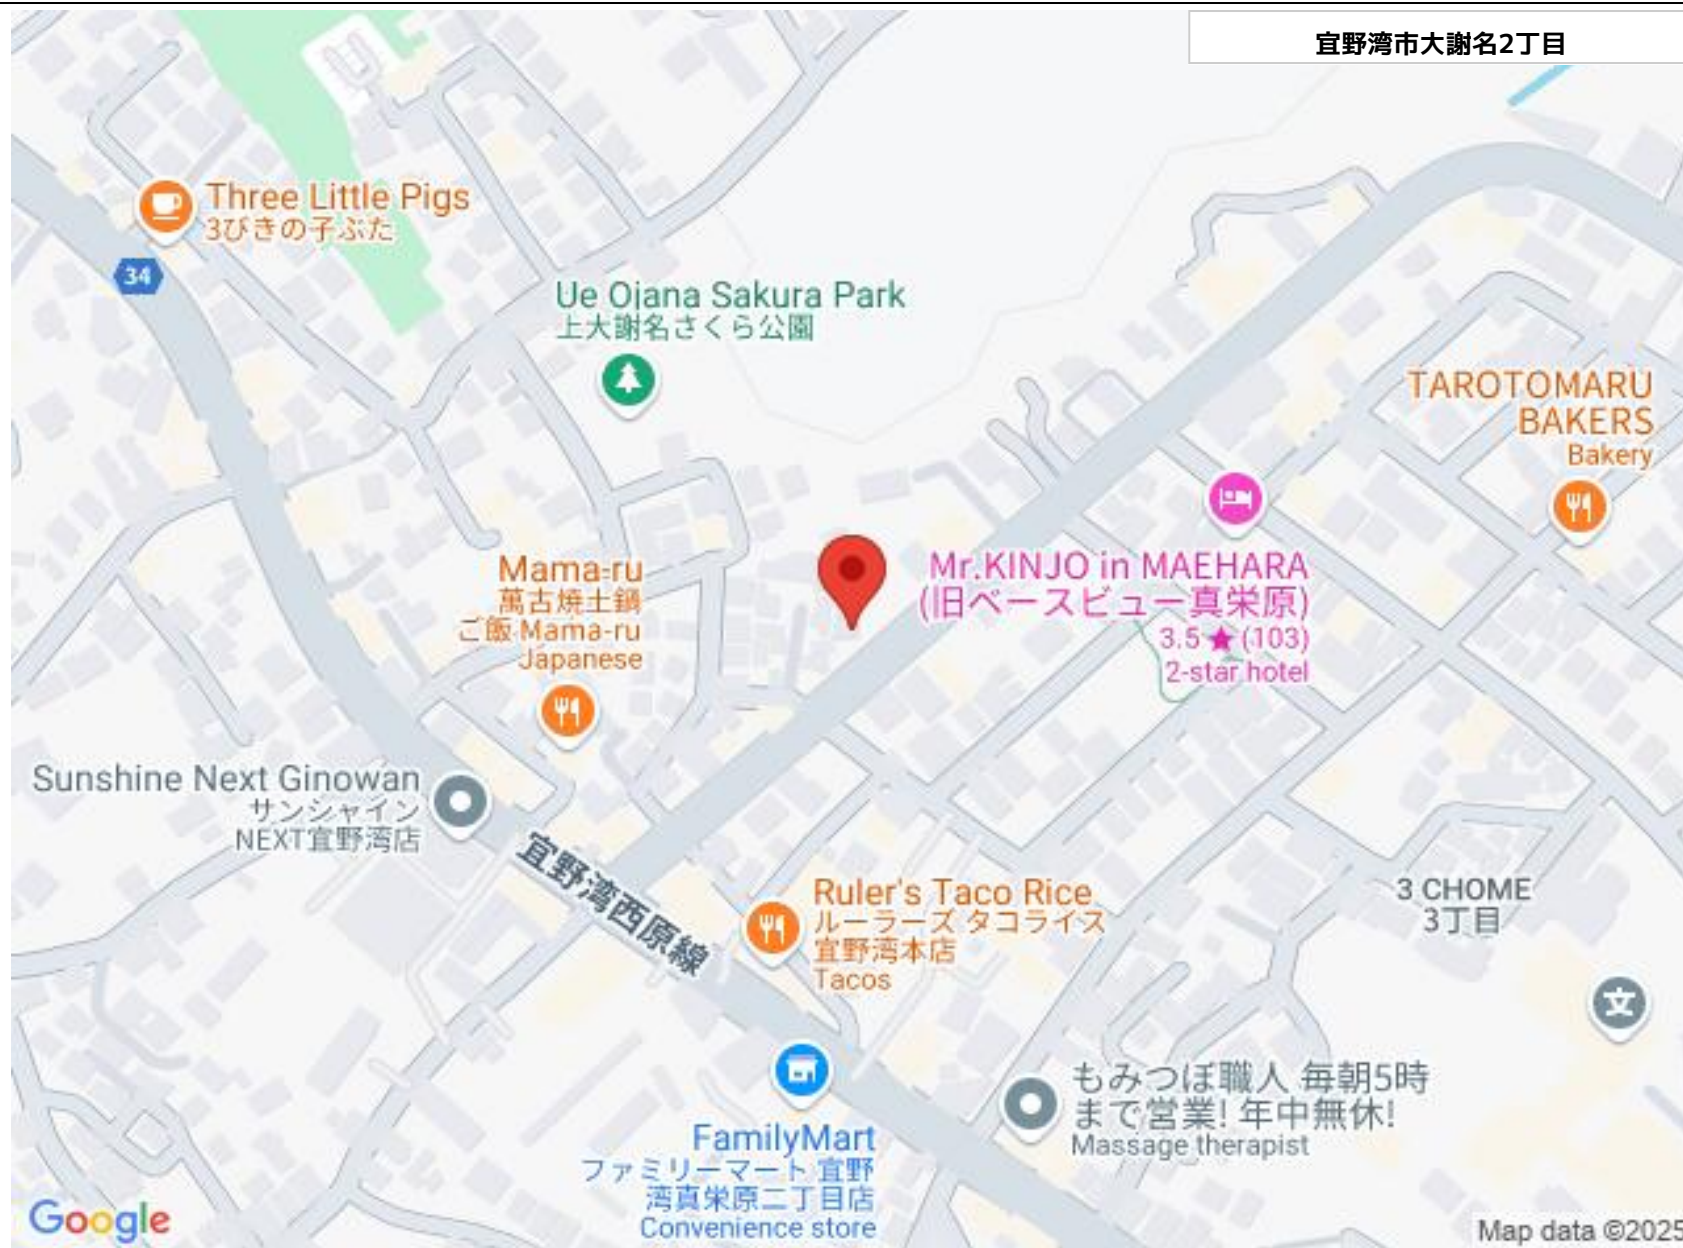 宜野湾市大謝名2丁目
Three Little Pigs
3びきの子ぶた
34
Ue Ojana Sakura Park
上大謝名さくら公園
TAROTOMARU
BAKERS
Bakery
Mama-ru
萬古焼土鍋
ご飯 Mama-ru
Japanese
Mr.KINJO in MAEHARA
(旧ベースビュー真栄原)
3.5★(103)
2-star hotel
Sunshine Next Ginowan
サンシャイン
NEXT宜野湾店
宜野湾西原線
Ruler's Taco Rice
ルーラーズ タコライス
宜野湾本店
Tacos
3 CHOME
3丁目
文
もみつぼ職人 毎朝5時
まで営業! 年中無休!
Massage therapist
FamilyMart
ファミリーマート 宜野
湾真栄原二丁目店
Convenience store
Google
Map data ©2025